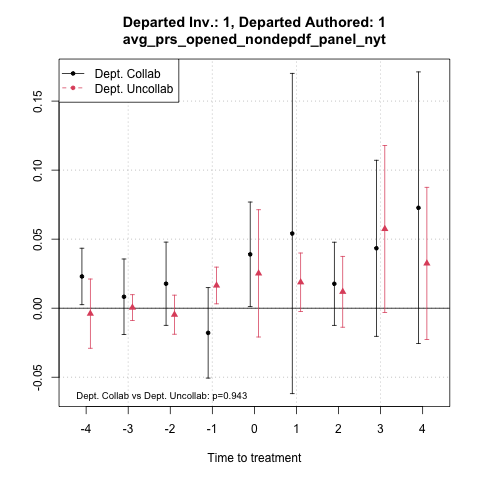 Departed Inv.: 1, Departed Authored: 1
avg_prs_opened_nondepdf_panel_nyt
Dept. Collab
Dept. Uncollab
0.15
0.10
0.05
0.00
-0.05
Dept. Collab vs Dept. Uncollab: p=0.943
-4 -3 -2 -1 0 1 2 3 4
Time to treatment